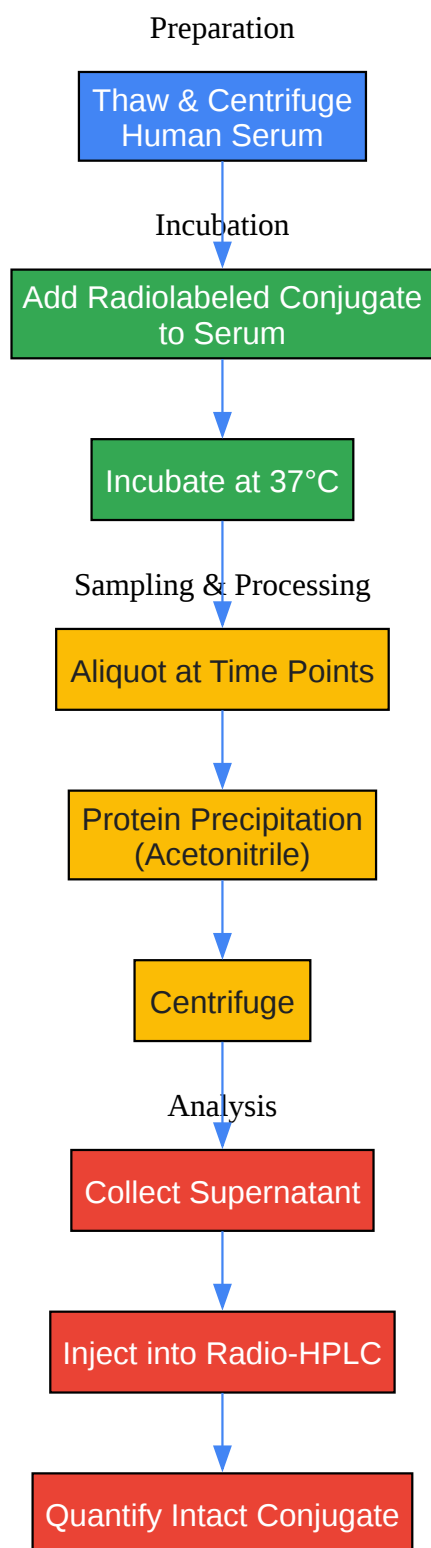 Preparation
Thaw & Centrifuge
Human Serum
Incubation
Add Radiolabeled Conjugate
to Serum
Incubate at 37°C
Sampling & Processing
Aliquot at Time Points
Protein Precipitation
(Acetonitrile)
Centrifuge
Analysis
Collect Supernatant
Inject into Radio-HPLC
Quantify Intact Conjugate